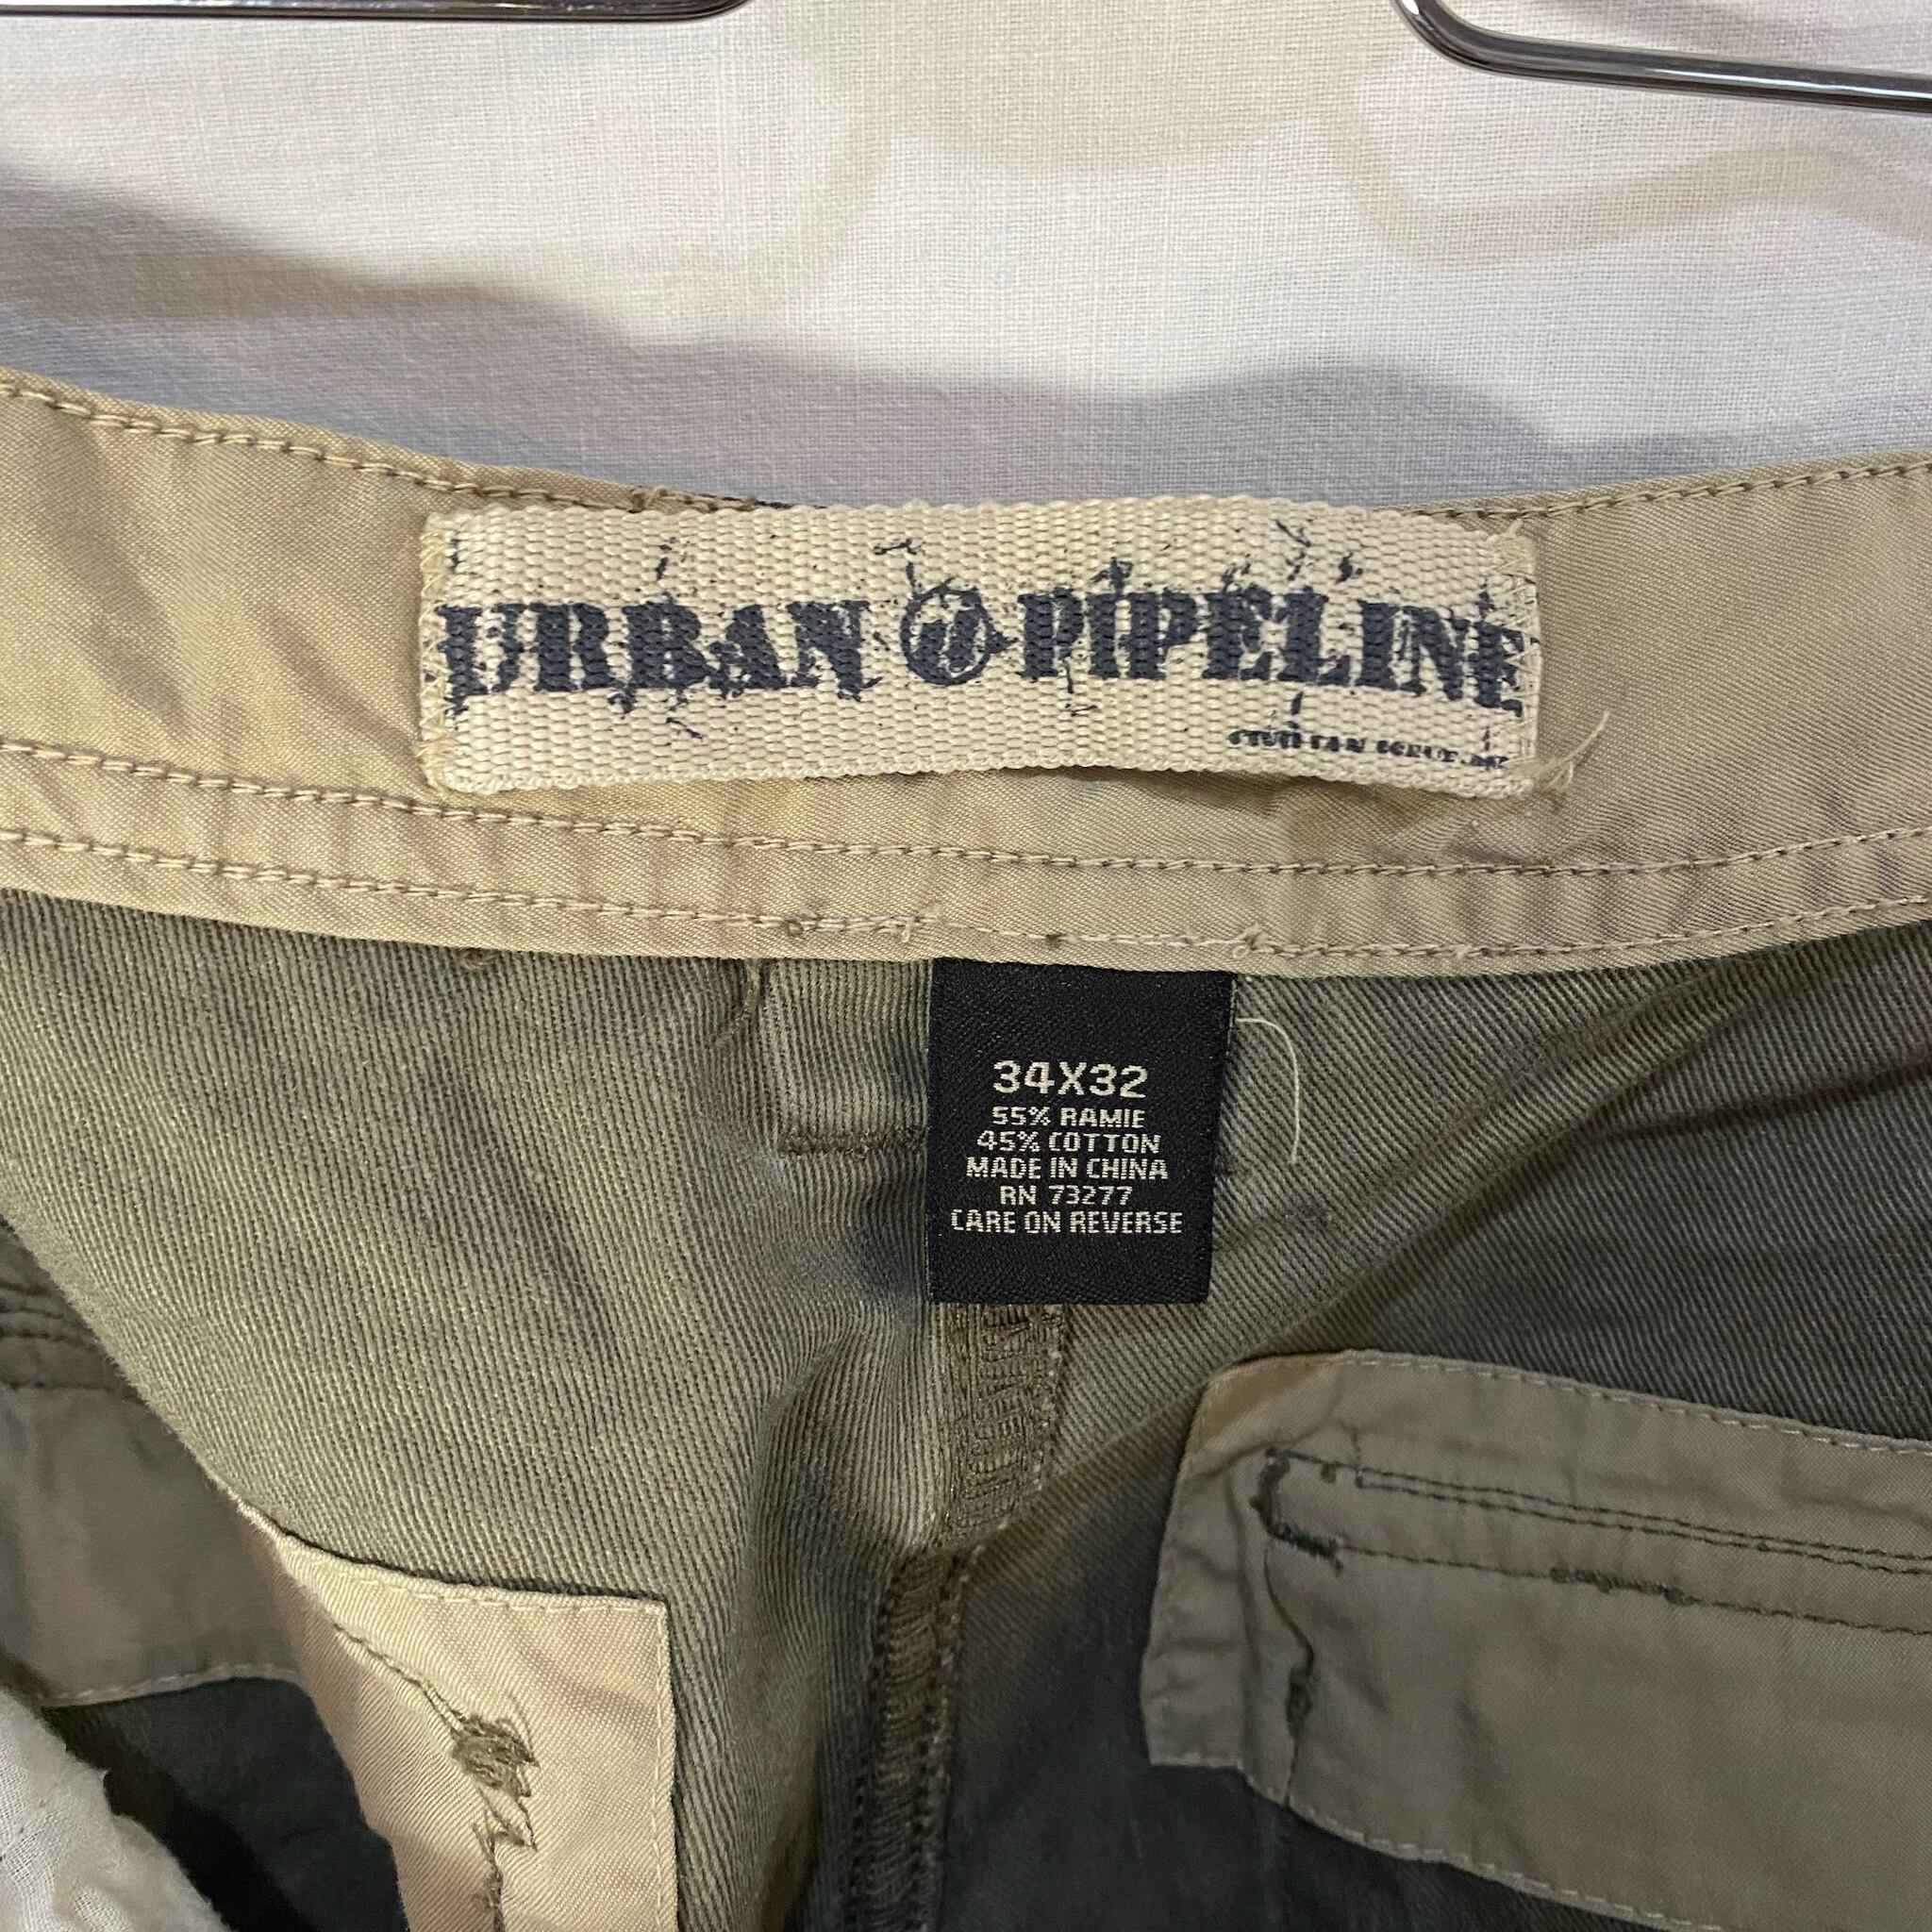 URBAN PIPELINE
34X32
55% RAMIE
45% COTTON
MADE IN CHINA
RN 73277
CARE ON REVERSE